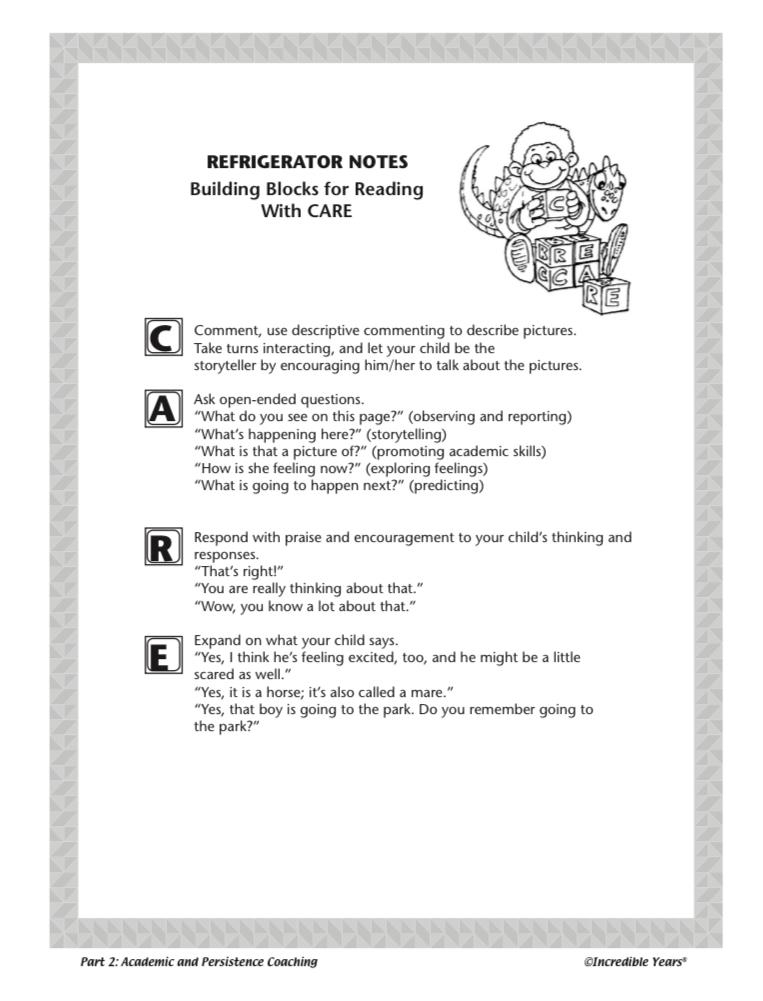 REFRIGERATOR NOTES
Building Blocks for Reading
With CARE
C
R E
C A
R E
C
Comment, use descriptive commenting to describe pictures.
Take turns interacting, and let your child be the
storyteller by encouraging him/her to talk about the pictures.
A
Ask open-ended questions.
“What do you see on this page?” (observing and reporting)
“What’s happening here?” (storytelling)
“What is that a picture of?” (promoting academic skills)
“How is she feeling now?” (exploring feelings)
“What is going to happen next?” (predicting)
R
Respond with praise and encouragement to your child’s thinking and
responses.
“That’s right!”
“You are really thinking about that.”
“Wow, you know a lot about that.”
E
Expand on what your child says.
“Yes, I think he’s feeling excited, too, and he might be a little
scared as well.”
“Yes, it is a horse; it’s also called a mare.”
“Yes, that boy is going to the park. Do you remember going to
the park?”
Part 2: Academic and Persistence Coaching
©Incredible Years®